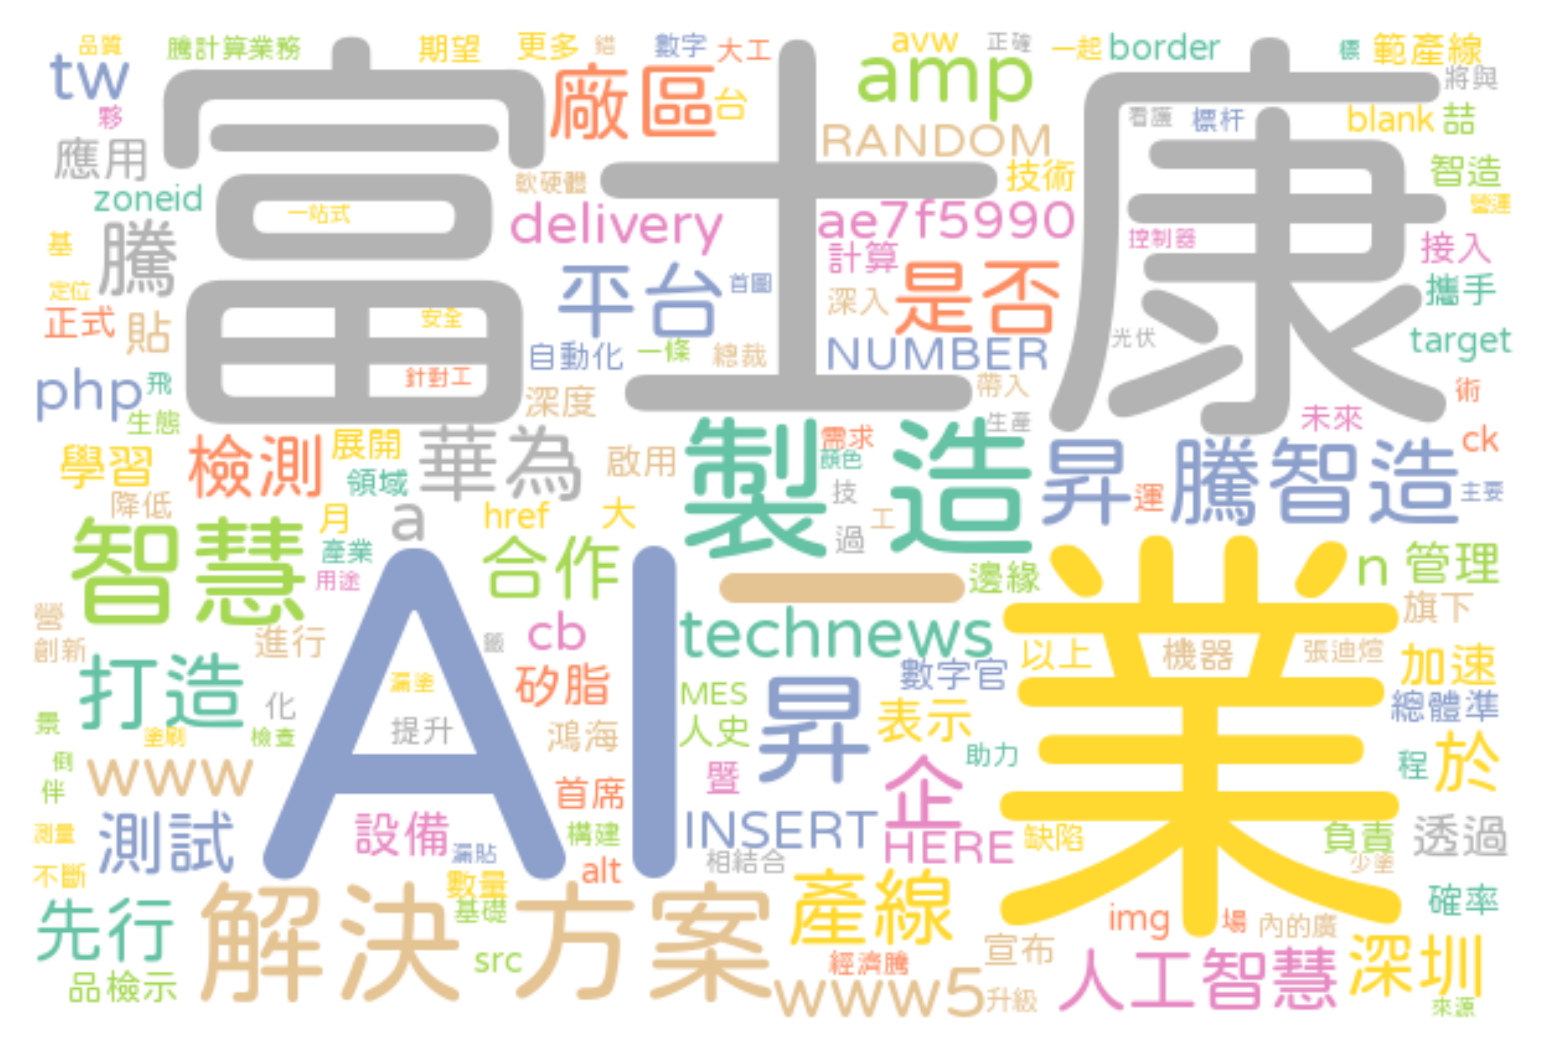 品質
騰計算業務
期望
更多
錯
數字
大工
avw
正確
一起
border
標
範產線
tw
富士康
廠區
台
amp
將與
夥
看護
標杆
blank
喆
應用
RANDOM
軟硬體
技術
智造
zoneid
一站式
delivery
ae7f5990
營運
騰
基
控制器
接入
計算
平台
首圖
深入
是否
攜手
定位
正式
貼
安全
光伏
target
自動化
一條
總裁
NUMBER
php
飛
針對工
深度
帶入
術
生態
生產
未來
學習
檢測
展開
華為
啟用
製造
需求
顏色
昇騰智造
ck
領域
技
運
主要
降低
月
a
href
大
工
過
智慧
產業
用途
AI
合作
一
邊緣
業
n
管理
營
創新
進行
籤
cb
technews
旗下
以上
機器
張迪煊
加速
打造
漏塗
矽脂
數字官
化
MES
昇
總體準
景
塗刷
檢查
提升
鴻海
人史
表示
助力
倒
www
暨
企
程
於
伴
首席
測量
測試
設備
漏貼
構建
INSERT
HERE
缺陷
負責
透過
不斷
alt
相結合
少塗
數量
先行
解決方案
基礎
產線
確率
img
場
內的廣
品檢示
src
經濟騰
宣布
人工智慧
深圳
www5
升級
來源